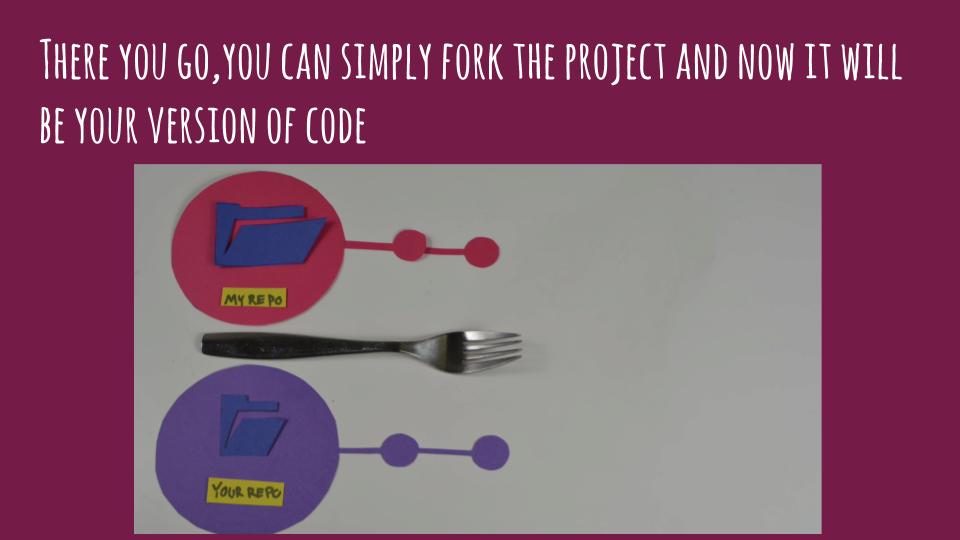 There you go,you can simply fork the project and now it will
be your version of code
MY REPO
YOUR REPO